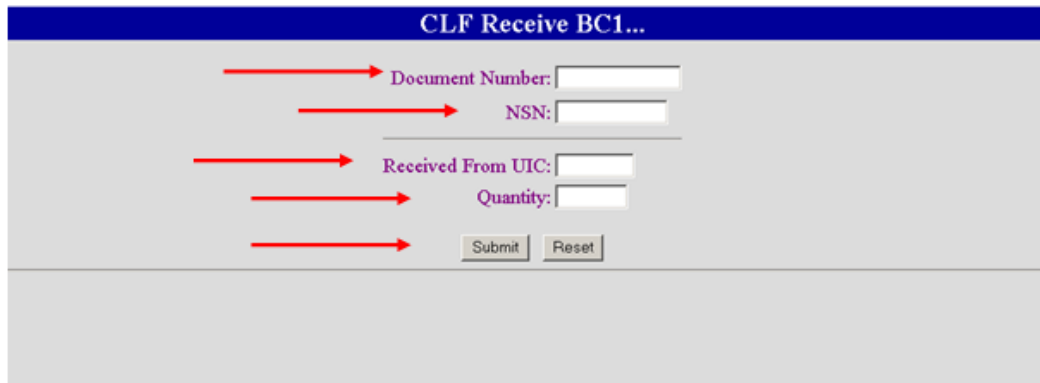 CLF Receive BC1...
Document Number:
NSN:
Received From UIC:
Quantity:
Submit Reset